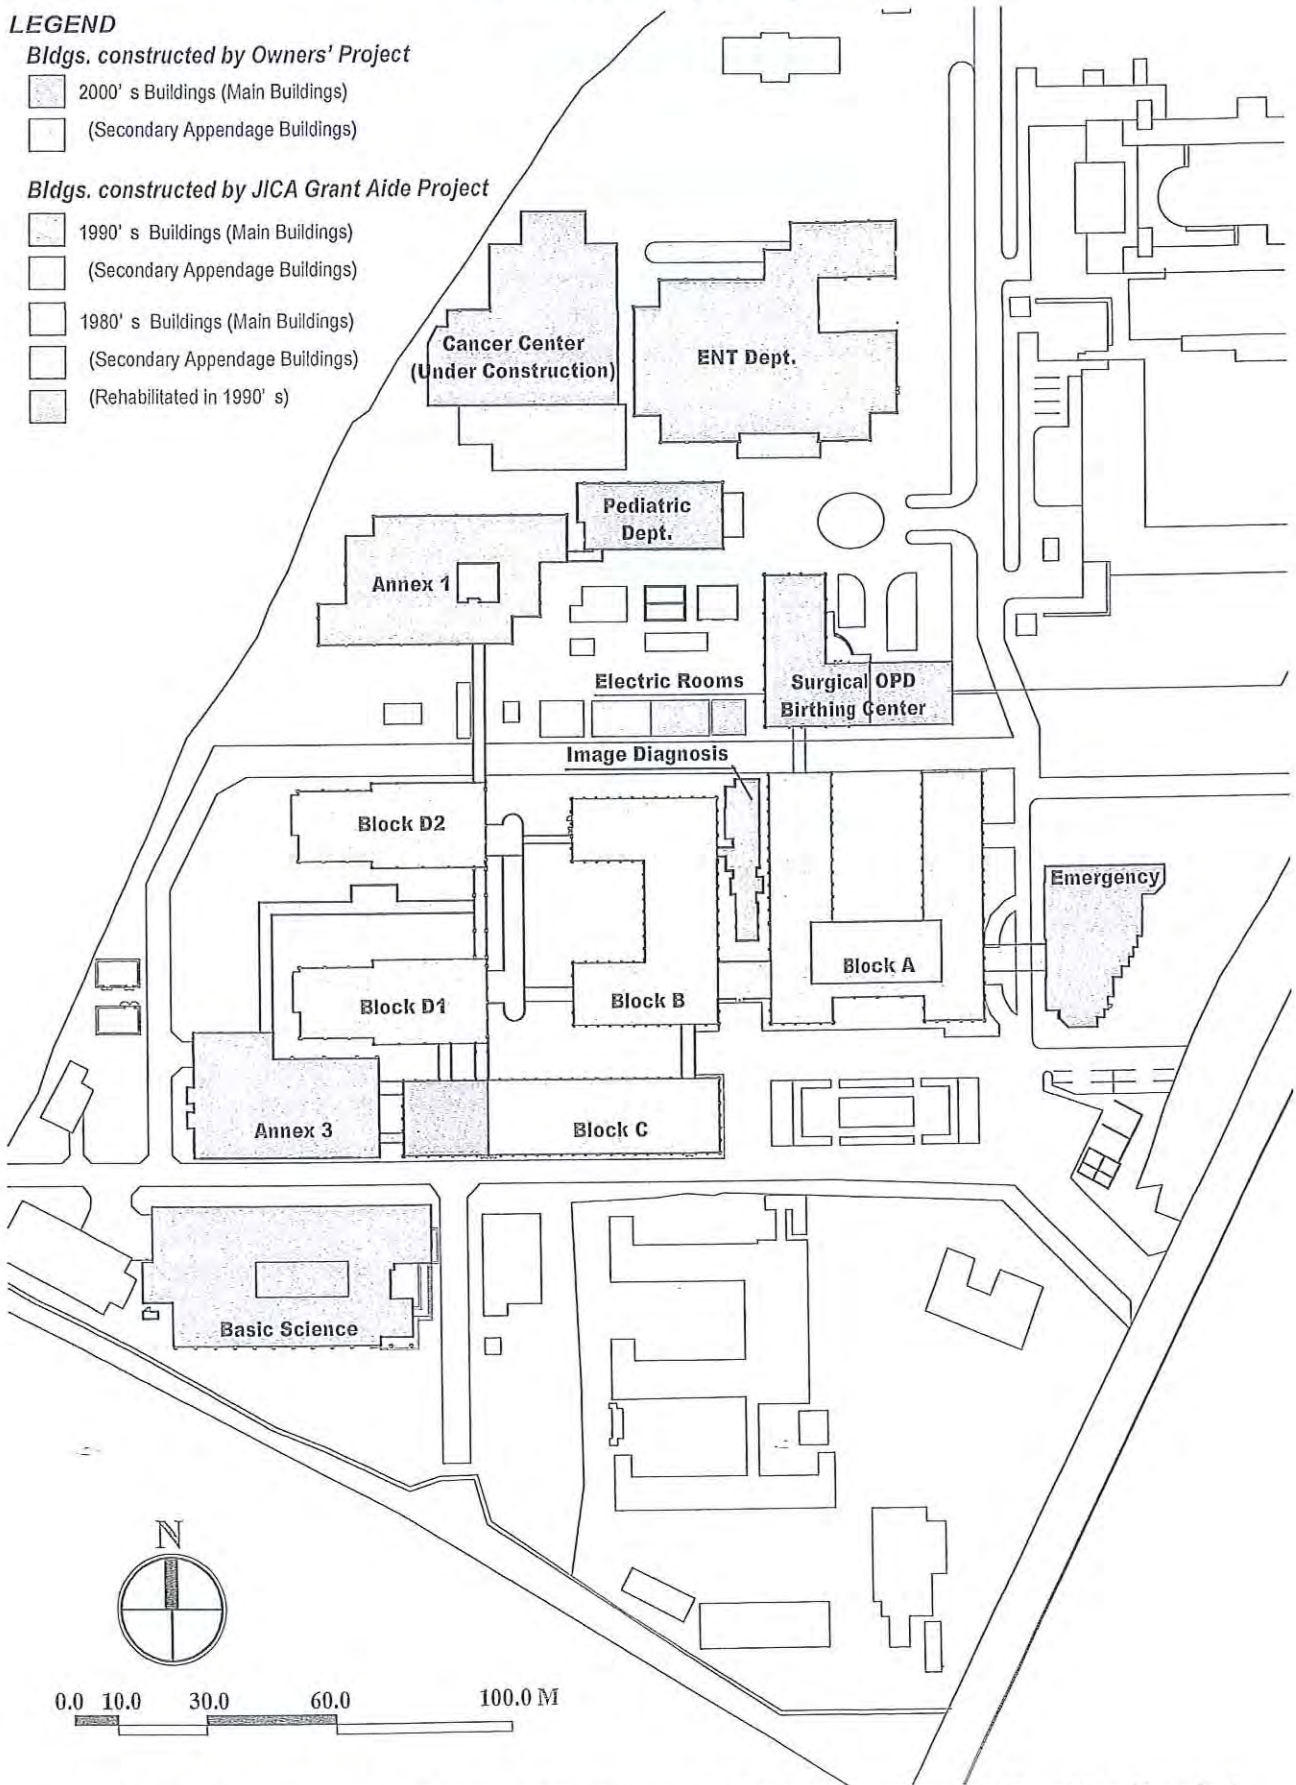 LEGEND
Bldgs. constructed by Owners' Project
2000' s Buildings (Main Buildings)
(Secondary Appendage Buildings)
Bldgs. constructed by JICA Grant Aide Project
1990' s Buildings (Main Buildings)
(Secondary Appendage Buildings)
1980' s Buildings (Main Buildings)
(Secondary Appendage Buildings)
(Rehabilitated in 1990' s)
Cancer Center
(Under Construction)
ENT Dept.
Pediatric
Dept.
Annex 1
Electric Rooms
Surgical OPD
Birthing Center
Image Diagnosis
Block D2
Emergency
Block A
Block D1
Block B
Annex 3
Block C
Basic Science
N
0.0 10.0 30.0 60.0 100.0 M